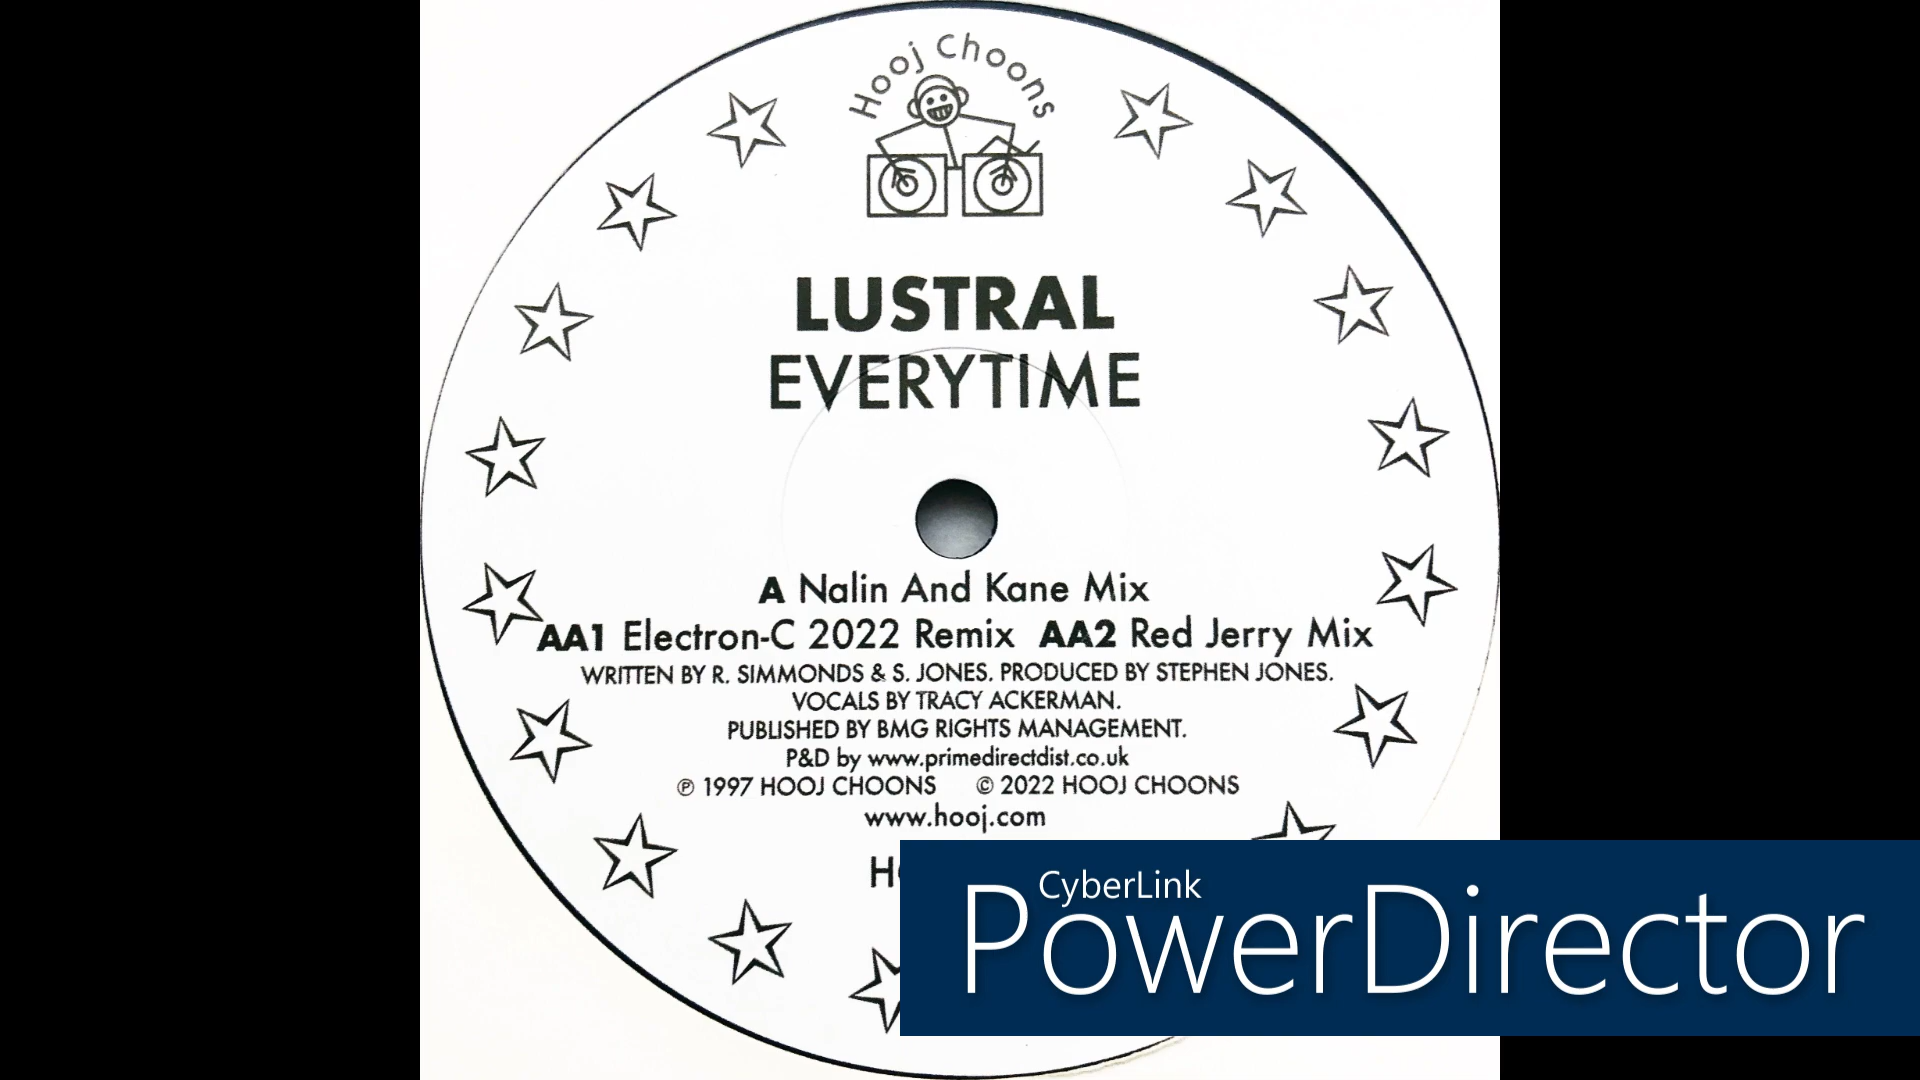 Hooj Choons
LUSTRAL
EVERYTIME
A Nalin And Kane Mix
AA1 Electron-C 2022 Remix AA2 Red Jerry Mix
WRITTEN BY R. SIMMONDS & S. JONES. PRODUCED BY STEPHEN JONES.
VOCALS BY TRACY ACKERMAN.
PUBLISHED BY BMG RIGHTS MANAGEMENT.
P&D by www.primedirectdist.co.uk
℗ 1997 HOOJ CHOONS © 2022 HOOJ CHOONS
www.hooj.com
CyberLink
PowerDirector